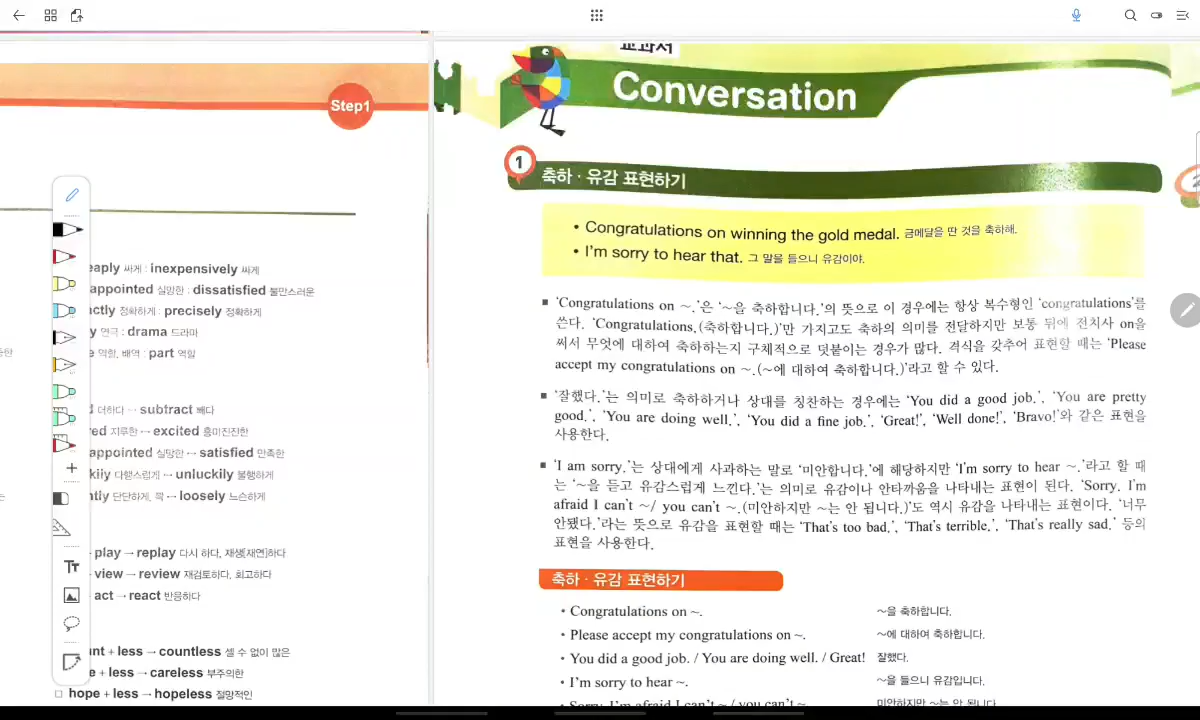 Step1
inexpensively 싸게
실망한 : dissatisfied 불만스러운
정확하게 : precisely 정확하게
연극 : drama 드라마
역할, 배역 : part 역할
더하다 ↔ subtract 빼다
지루한 ↔ excited 흥미진진한
실망한 ↔ satisfied 만족한
다행스럽게 ↔ unluckily 불행하게
단단하게, 꽉 ↔ loosely 느슨하게
play → replay 다시 하다, 재생[재연]하다
view → review 재검토하다, 회고하다
act → react 반응하다
+ less → countless 셀 수 없이 많은
+ less → careless 부주의한
□ hope + less → hopeless 절망적인
교과서
Conversation
1 축하 · 유감 표현하기
• Congratulations on winning the gold medal. 금메달을 딴 것을 축하해.
• I'm sorry to hear that. 그 말을 들으니 유감이야.
■ 'Congratulations on ~.'은 '~을 축하합니다.'의 뜻으로 이 경우에는 항상 복수형인 'congratulations'를
쓴다. 'Congratulations.(축하합니다.)'만 가지고도 축하의 의미를 전달하지만 보통 뒤에 전치사 on을
써서 무엇에 대하여 축하하는지 구체적으로 덧붙이는 경우가 많다. 격식을 갖추어 표현할 때는 'Please
accept my congratulations on ~.(~에 대하여 축하합니다.)'라고 할 수 있다.
■ '잘했다.'는 의미로 축하하거나 상대를 칭찬하는 경우에는 'You did a good job.', 'You are pretty
good.', 'You are doing well.', 'You did a fine job.', 'Great!', 'Well done!', 'Bravo!'와 같은 표현을
사용한다.
■ 'I am sorry.'는 상대에게 사과하는 말로 '미안합니다.'에 해당하지만 'I'm sorry to hear ~.'라고 할 때
는 '~을 듣고 유감스럽게 느낀다.'는 의미로 유감이나 안타까움을 나타내는 표현이 된다. 'Sorry, I'm
afraid I can't ~/ you can't ~.(미안하지만 ~는 안 됩니다.)'도 역시 유감을 나타내는 표현이다. '너무
안됐다.'라는 뜻으로 유감을 표현할 때는 'That's too bad.', 'That's terrible.', 'That's really sad.' 등의
표현을 사용한다.
축하 · 유감 표현하기
• Congratulations on ~. ~을 축하합니다.
• Please accept my congratulations on ~. ~에 대하여 축하합니다.
• You did a good job. / You are doing well. / Great! 잘했다.
• I'm sorry to hear ~. ~을 들으니 유감입니다.
• Sorry, I'm afraid I can't ~ / you can't ~ 미안하지만 ~는 안 됩니다